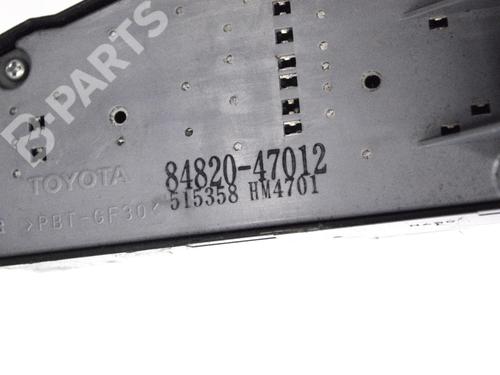 B-PARTS
TOYOTA
84820-47012
515358 HM4701
>PBT-GF30<